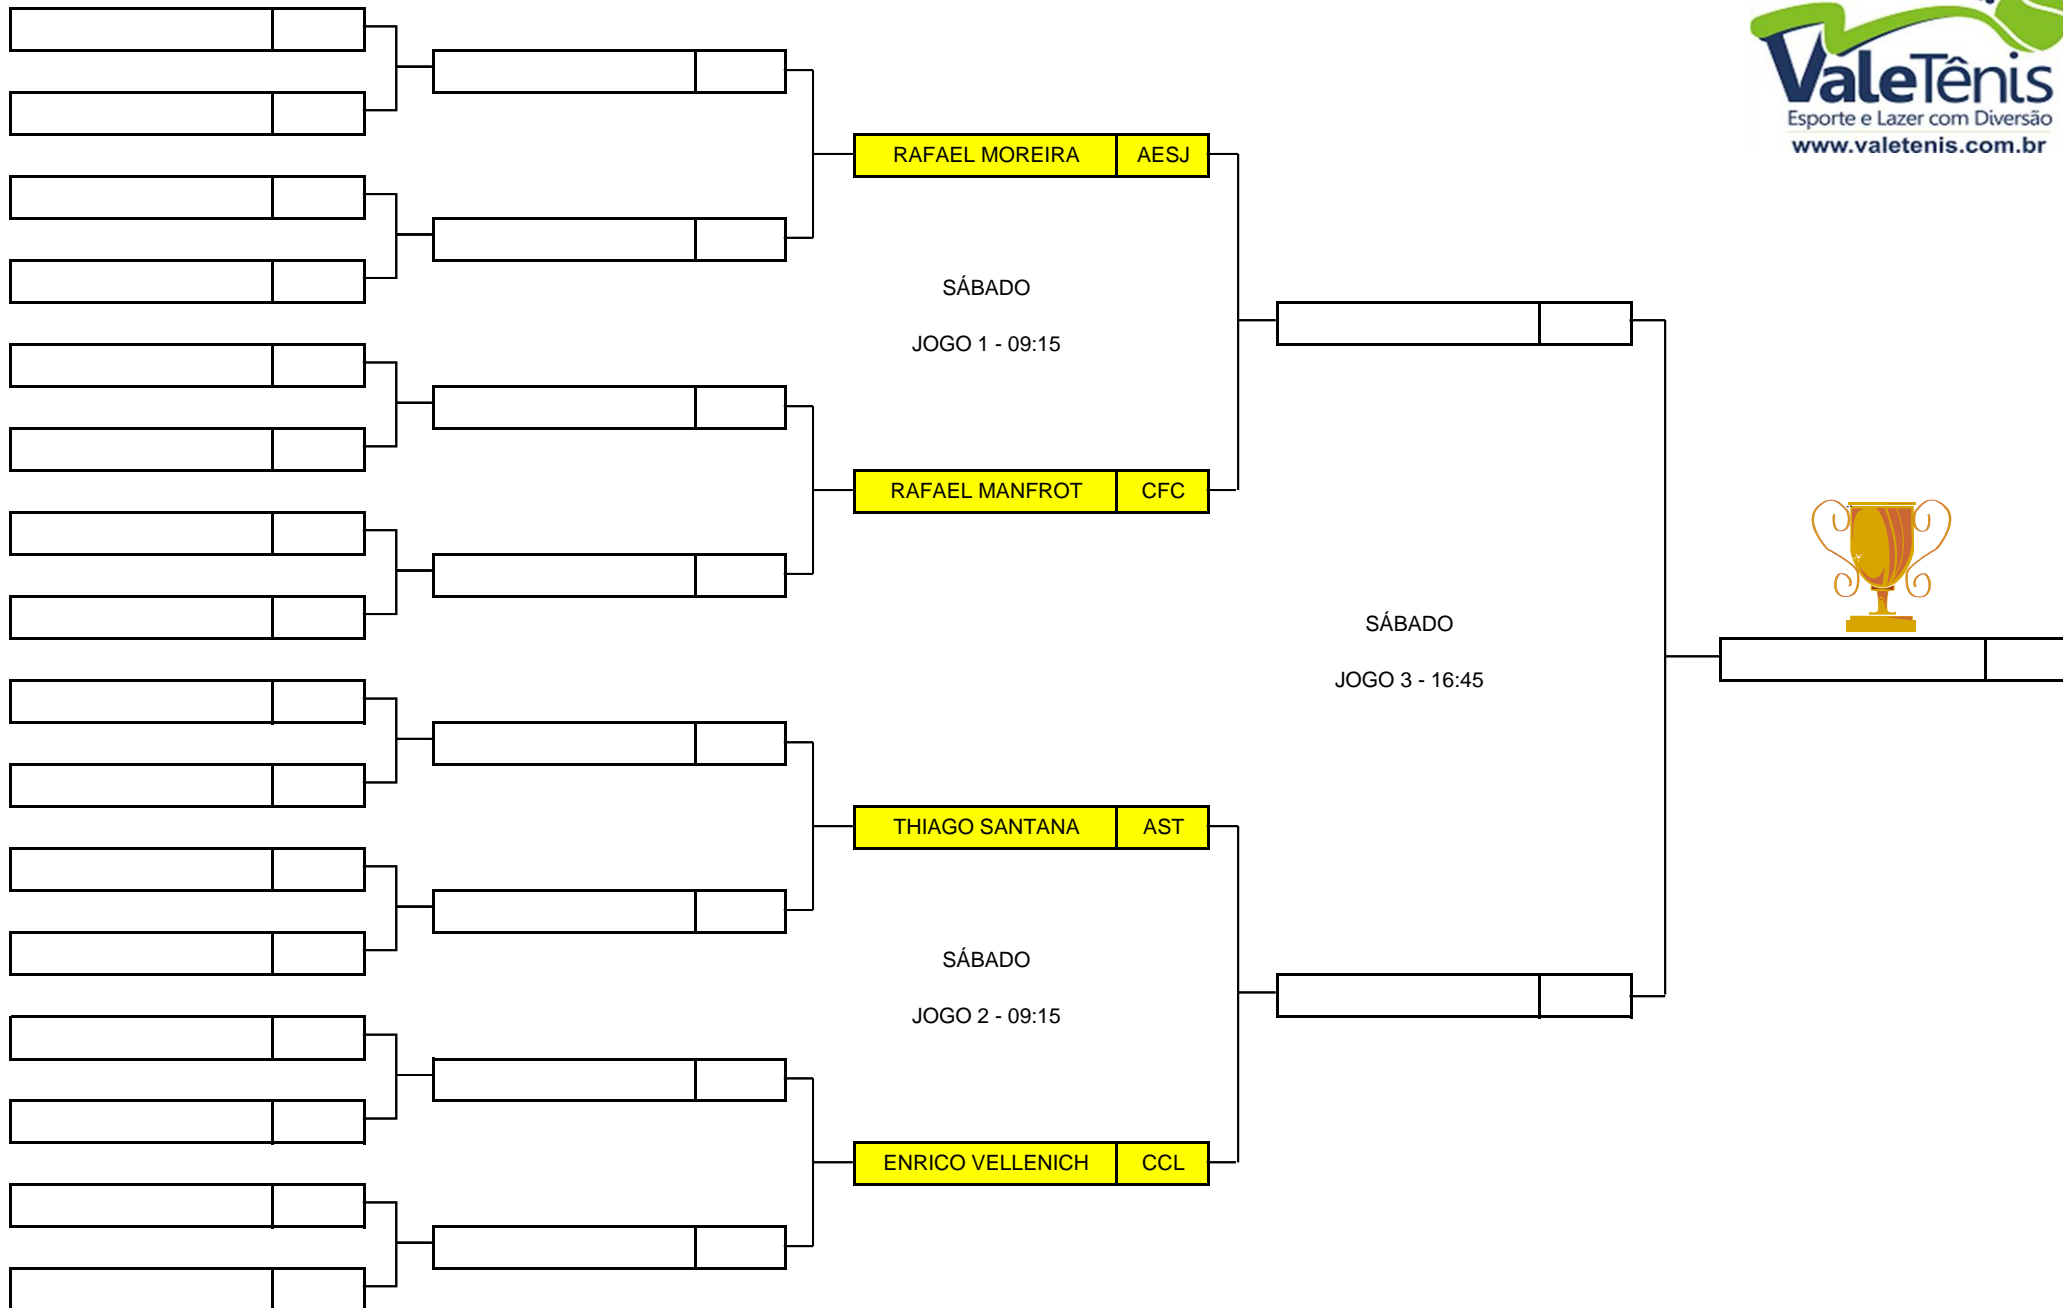 ValeTênis
Esporte e Lazer com Diversão
www.valetenis.com.br
RAFAEL MOREIRA AESJ
SÁBADO
JOGO 1 - 09:15
RAFAEL MANFROT CFC
SÁBADO
JOGO 3 - 16:45
THIAGO SANTANA AST
SÁBADO
JOGO 2 - 09:15
ENRICO VELLENICH CCL